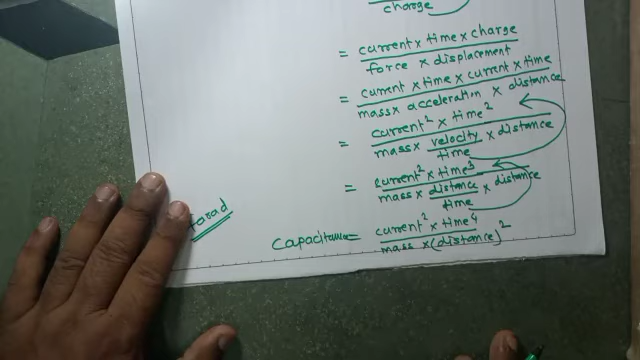 charge
= current × time × charge
force × displacement
= current × time × current × time
mass × acceleration × distance
= current² × time²
mass × velocity × distance
time
= current² × time³
mass × distance × distance
time
farad
Capacitance = current² × time⁴
mass × (distance)²